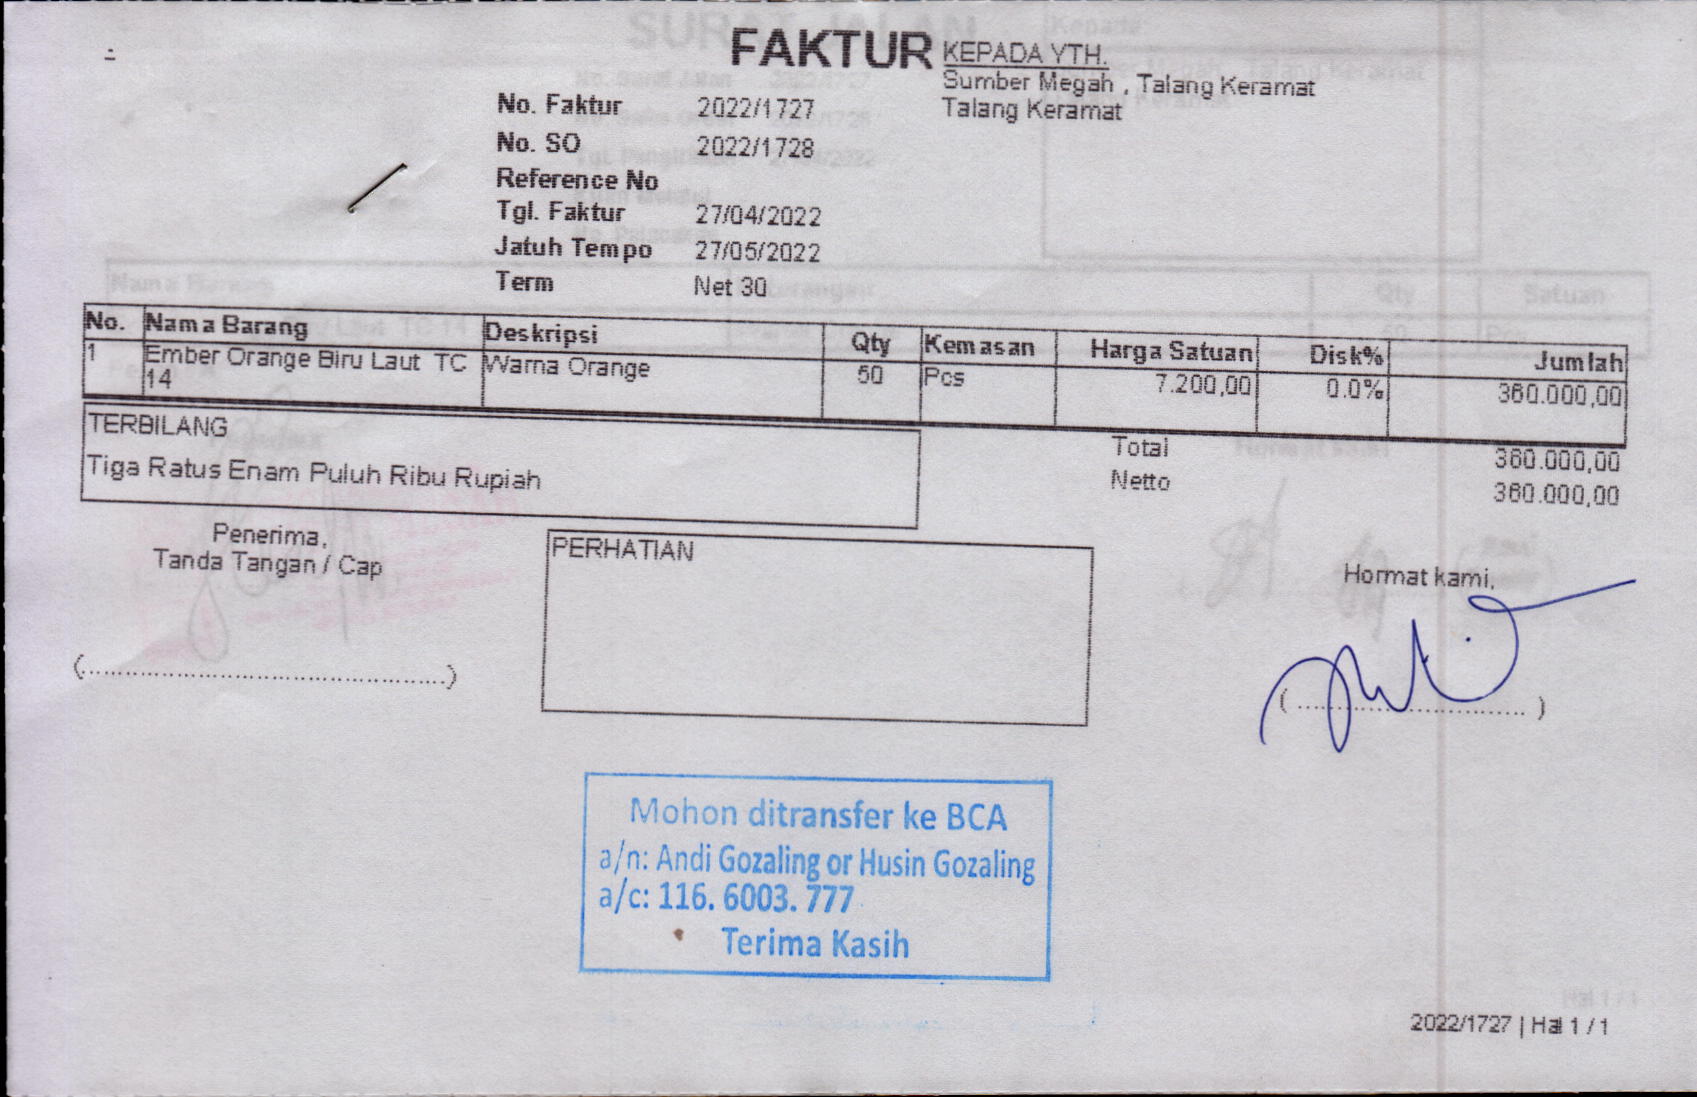 FAKTUR
KEPADA YTH.
Sumber Megah , Talang Keramat
Talang Keramat
No. Faktur 2022/1727
No. SO 2022/1728
Reference No
Tgl. Faktur 27/04/2022
Jatuh Tempo 27/05/2022
Term Net 30
No. Nama Barang Deskripsi Qty Kemasan Harga Satuan Disk% Jumlah
1 Ember Orange Biru Laut TC 14 Warna Orange 50 Pcs 7.200,00 0.0% 360.000,00
TERBILANG
Tiga Ratus Enam Puluh Ribu Rupiah
Total 360.000,00
Netto 360.000,00
Penerima,
Tanda Tangan / Cap
(................................................)
PERHATIAN
Hormat kami,
(................................)
Mohon ditransfer ke BCA
a/n: Andi Gozaling or Husin Gozaling
a/c: 116. 6003. 777
Terima Kasih
2022/1727 | Hal 1 / 1